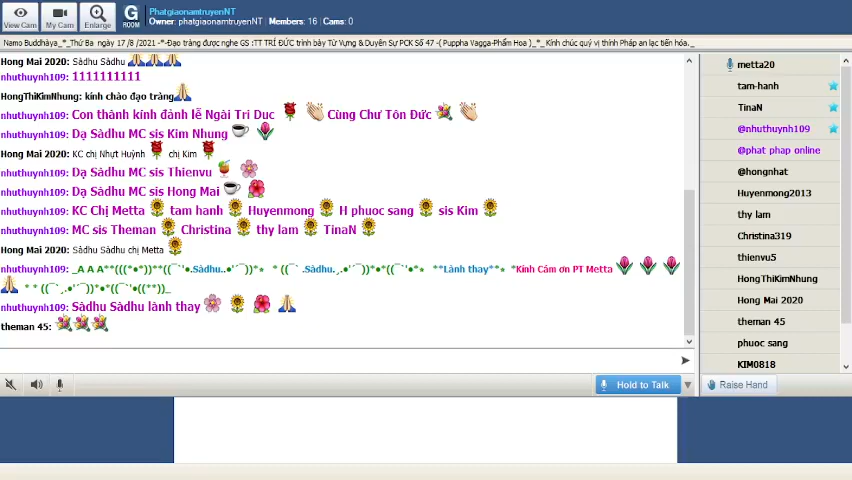 PhatgiaonamtruyenNT
Owner: phatgiaonamtruyenNT | Members: 16 | Cams: 0
View Cam
My Cam
Enlarge
G
ROOM
Namo Buddhàya_*_Thứ Ba ngày 17 /8 /2021 -*-Đạo tràng được nghe GS :TT TRÍ ĐỨC trình bày Từ Vựng & Duyên Sự PCK Số 47 -( Puppha Vagga-Phẩm Hoa )_*_Kính chúc quý vị thính Pháp an lạc tiến hóa._
Hong Mai 2020: Sàdhu Sàdhu
nhuthuynh109: 1111111111
HongThiKimNhung: kính chào đạo tràng
nhuthuynh109: Con thành kính đảnh lễ Ngài Tri Dục Cùng Chư Tôn Đức
nhuthuynh109: Dạ Sàdhu MC sis Kim Nhung
Hong Mai 2020: KC chị Nhựt Huỳnh chị Kim
nhuthuynh109: Dạ Sàdhu MC sis Thienvu
nhuthuynh109: Dạ Sàdhu MC sis Hong Mai
nhuthuynh109: KC Chị Metta tam hanh Huyenmong H phuoc sang sis Kim
nhuthuynh109: MC sis Theman Christina thy lam TinaN
Hong Mai 2020: Sàdhu Sàdhu chị Metta
nhuthuynh109: _A A A**(((*●*))**((¯`'●.Sàdhu..●'´¯))** * ((¯` .Sàdhu.¸.●'´¯))*●*((¯`'●* **Lành thay** *Kính Cảm ơn PT Metta
* * ((¯`¸.●'´¯))*●*((¯`'●((**))_
nhuthuynh109: Sàdhu Sàdhu lành thay
theman 45:
Hold to Talk
metta20
tam-hanh
TinaN
@nhuthuynh109
@phat phap online
@hongnhat
Huyenmong2013
thy lam
Christina319
thienvu5
HongThiKimNhung
Hong Mai 2020
theman 45
phuoc sang
KIM0818
Raise Hand